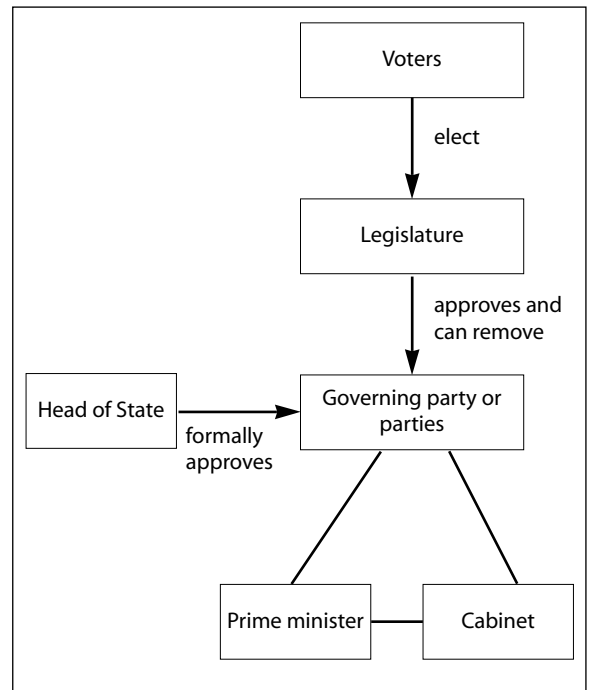 Voters
elect
Legislature
approves and
can remove
Head of State
formally
approves
Governing party or
parties
Prime minister
Cabinet